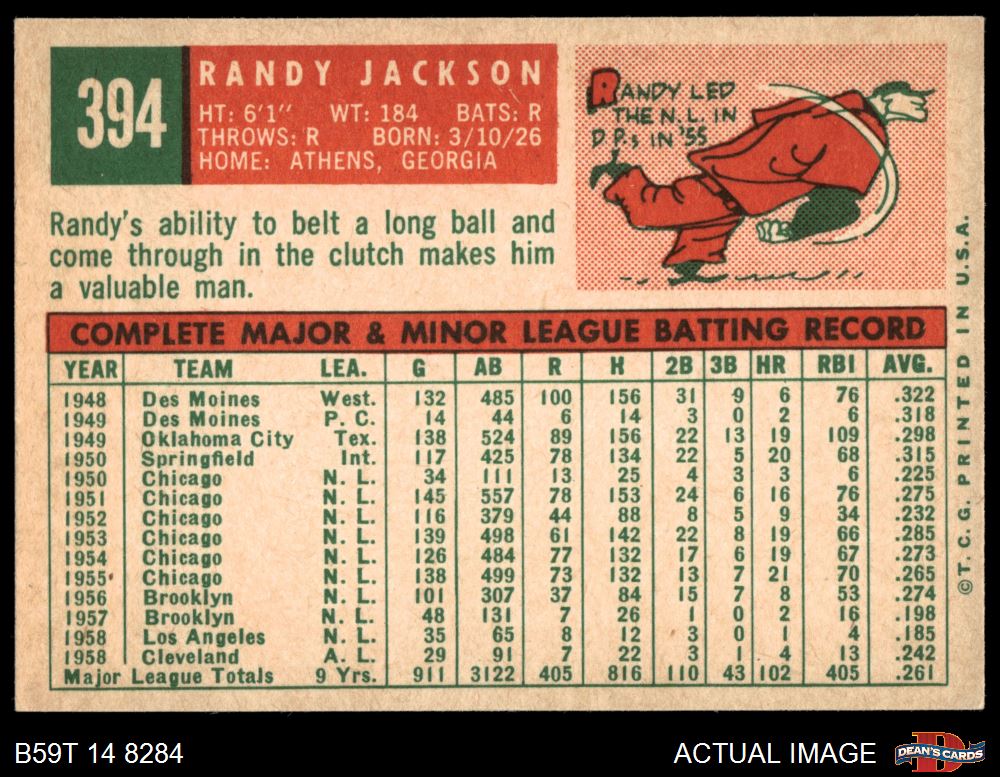 394
RANDY JACKSON
HT: 6'1" WT: 184 BATS: R
THROWS: R BORN: 3/10/26
HOME: ATHENS, GEORGIA
RANDY LED
THE N.L. IN
D.P.s IN '55
Randy's ability to belt a long ball and
come through in the clutch makes him
a valuable man.
COMPLETE MAJOR & MINOR LEAGUE BATTING RECORD
YEAR TEAM LEA. G AB R H 2B 3B HR RBI AVG.
1948 Des Moines West. 132 485 100 156 31 9 6 76 .322
1949 Des Moines P. C. 14 44 6 14 3 0 2 6 .318
1949 Oklahoma City Tex. 138 524 89 156 22 13 19 109 .298
1950 Springfield Int. 117 425 78 134 22 5 20 68 .315
1950 Chicago N. L. 34 111 13 25 4 3 3 6 .225
1951 Chicago N. L. 145 557 78 153 24 6 16 76 .275
1952 Chicago N. L. 116 379 44 88 8 5 9 34 .232
1953 Chicago N. L. 139 498 61 142 22 8 19 66 .285
1954 Chicago N. L. 126 484 77 132 17 6 19 67 .273
1955 Chicago N. L. 138 499 73 132 13 7 21 70 .265
1956 Brooklyn N. L. 101 307 37 84 15 7 8 53 .274
1957 Brooklyn N. L. 48 131 7 26 1 0 2 16 .198
1958 Los Angeles N. L. 35 65 8 12 3 0 1 4 .185
1958 Cleveland A. L. 29 91 7 22 3 1 4 13 .242
Major League Totals 9 Yrs. 911 3122 405 816 110 43 102 405 .261
©T. C. G. PRINTED IN U.S.A.
B59T 14 8284
ACTUAL IMAGE
DEAN'S CARDS